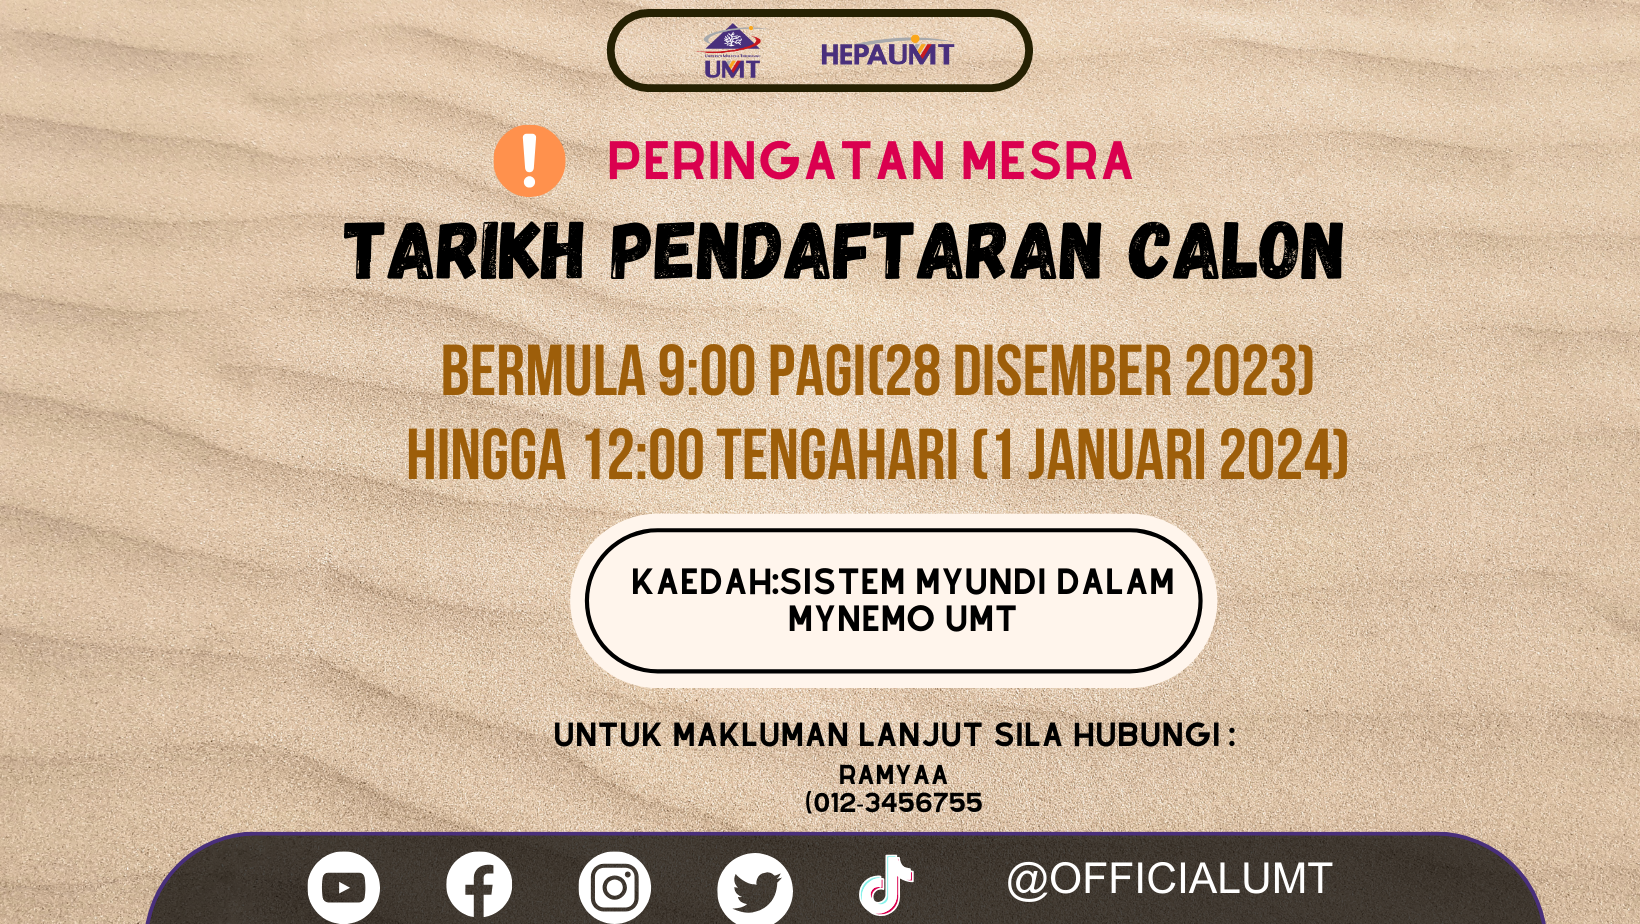 UMT
HEPAUMT
!
PERINGATAN MESRA
TARIKH PENDAFTARAN CALON
BERMULA 9:00 PAGI(28 DISEMBER 2023)
HINGGA 12:00 TENGAHARI (1 JANUARI 2024)
KAEDAH:SISTEM MYUNDI DALAM
MYNEMO UMT
UNTUK MAKLUMAN LANJUT SILA HUBUNGI :
RAMYAA
(012-3456755
@OFFICIALUMT